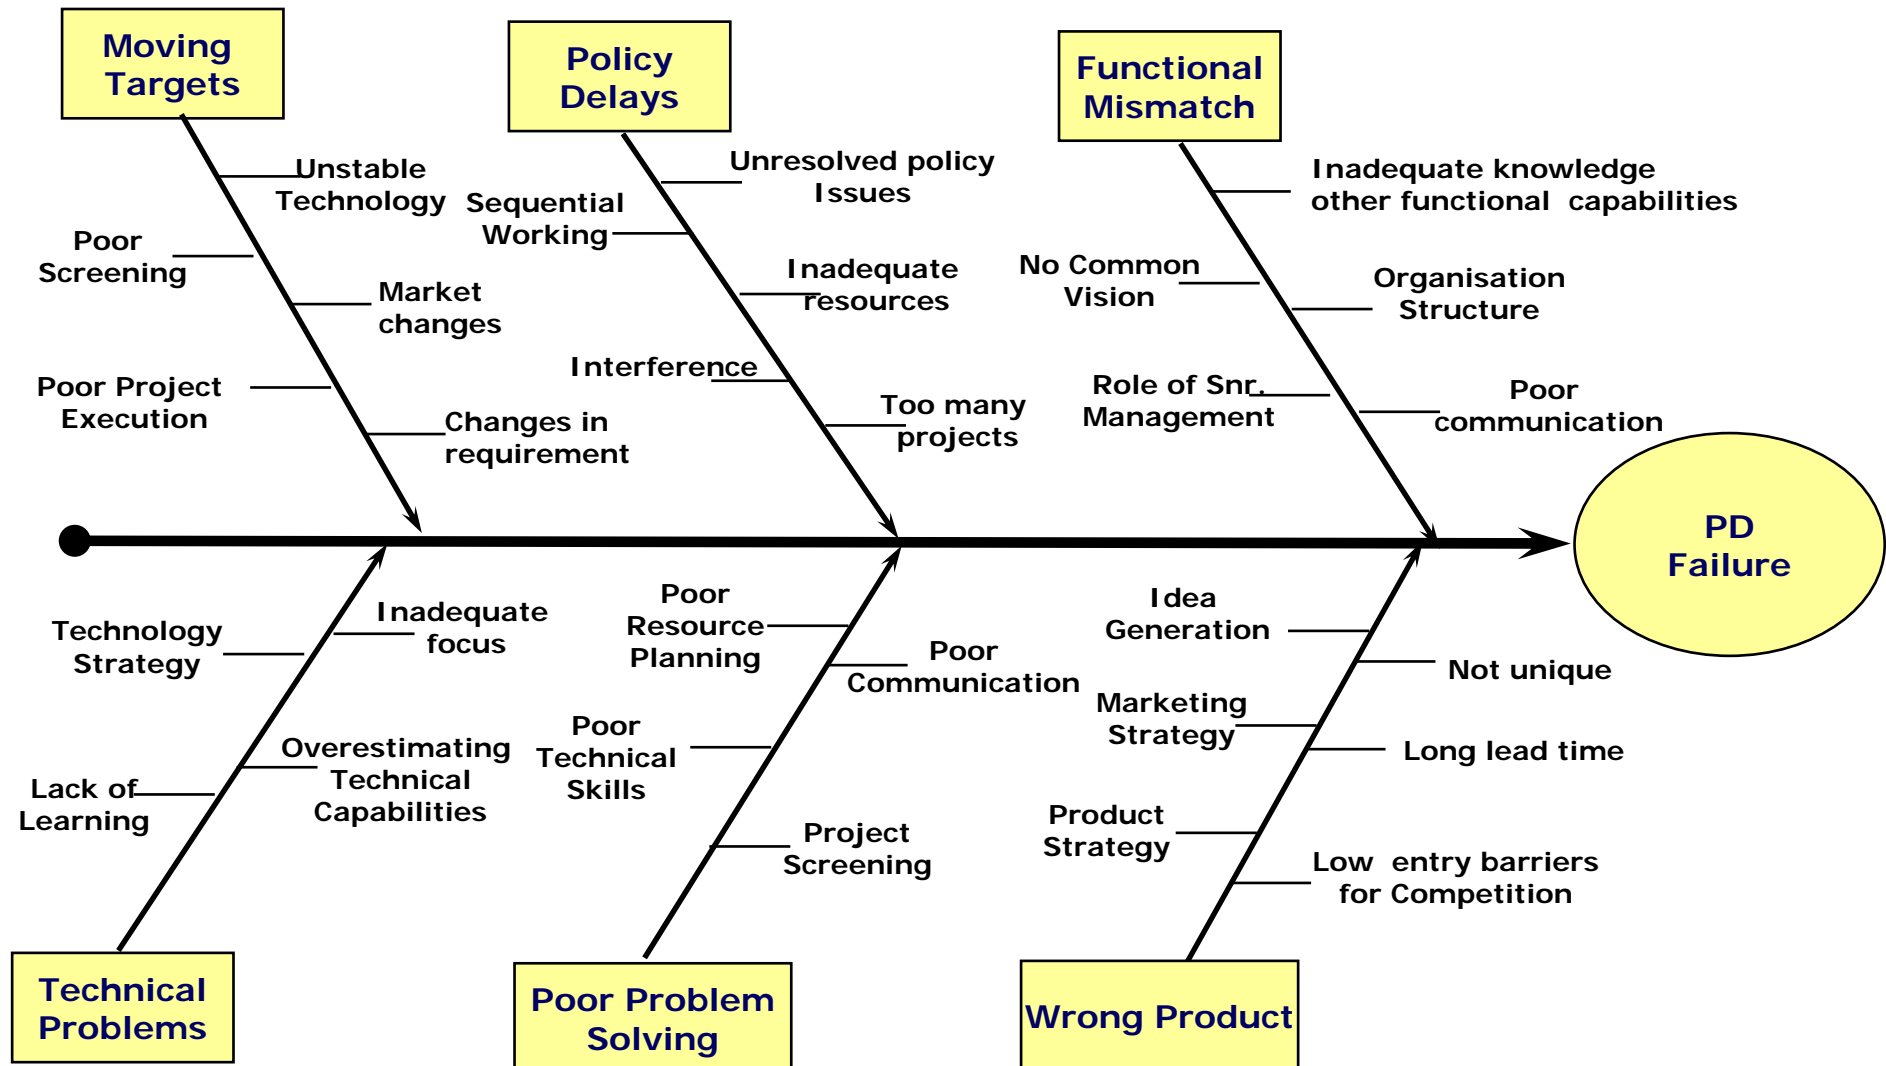 Moving
Targets
Policy
Delays
Functional
Mismatch
Unstable
Technology
Poor
Screening
Market
changes
Poor Project
Execution
Changes in
requirement
Unresolved policy
Issues
Sequential
Working
Inadequate
resources
Interference
Too many
projects
Inadequate knowledge
other functional capabilities
No Common
Vision
Organisation
Structure
Role of Snr.
Management
Poor
communication
PD
Failure
Technology
Strategy
Inadequate
focus
Lack of
Learning
Overestimating
Technical
Capabilities
Poor
Resource
Planning
Poor
Communication
Poor
Technical
Skills
Project
Screening
Idea
Generation
Not unique
Marketing
Strategy
Long lead time
Product
Strategy
Low entry barriers
for Competition
Technical
Problems
Poor Problem
Solving
Wrong Product